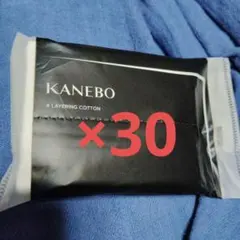 KANEBO
A LAYERING COTTON
×30